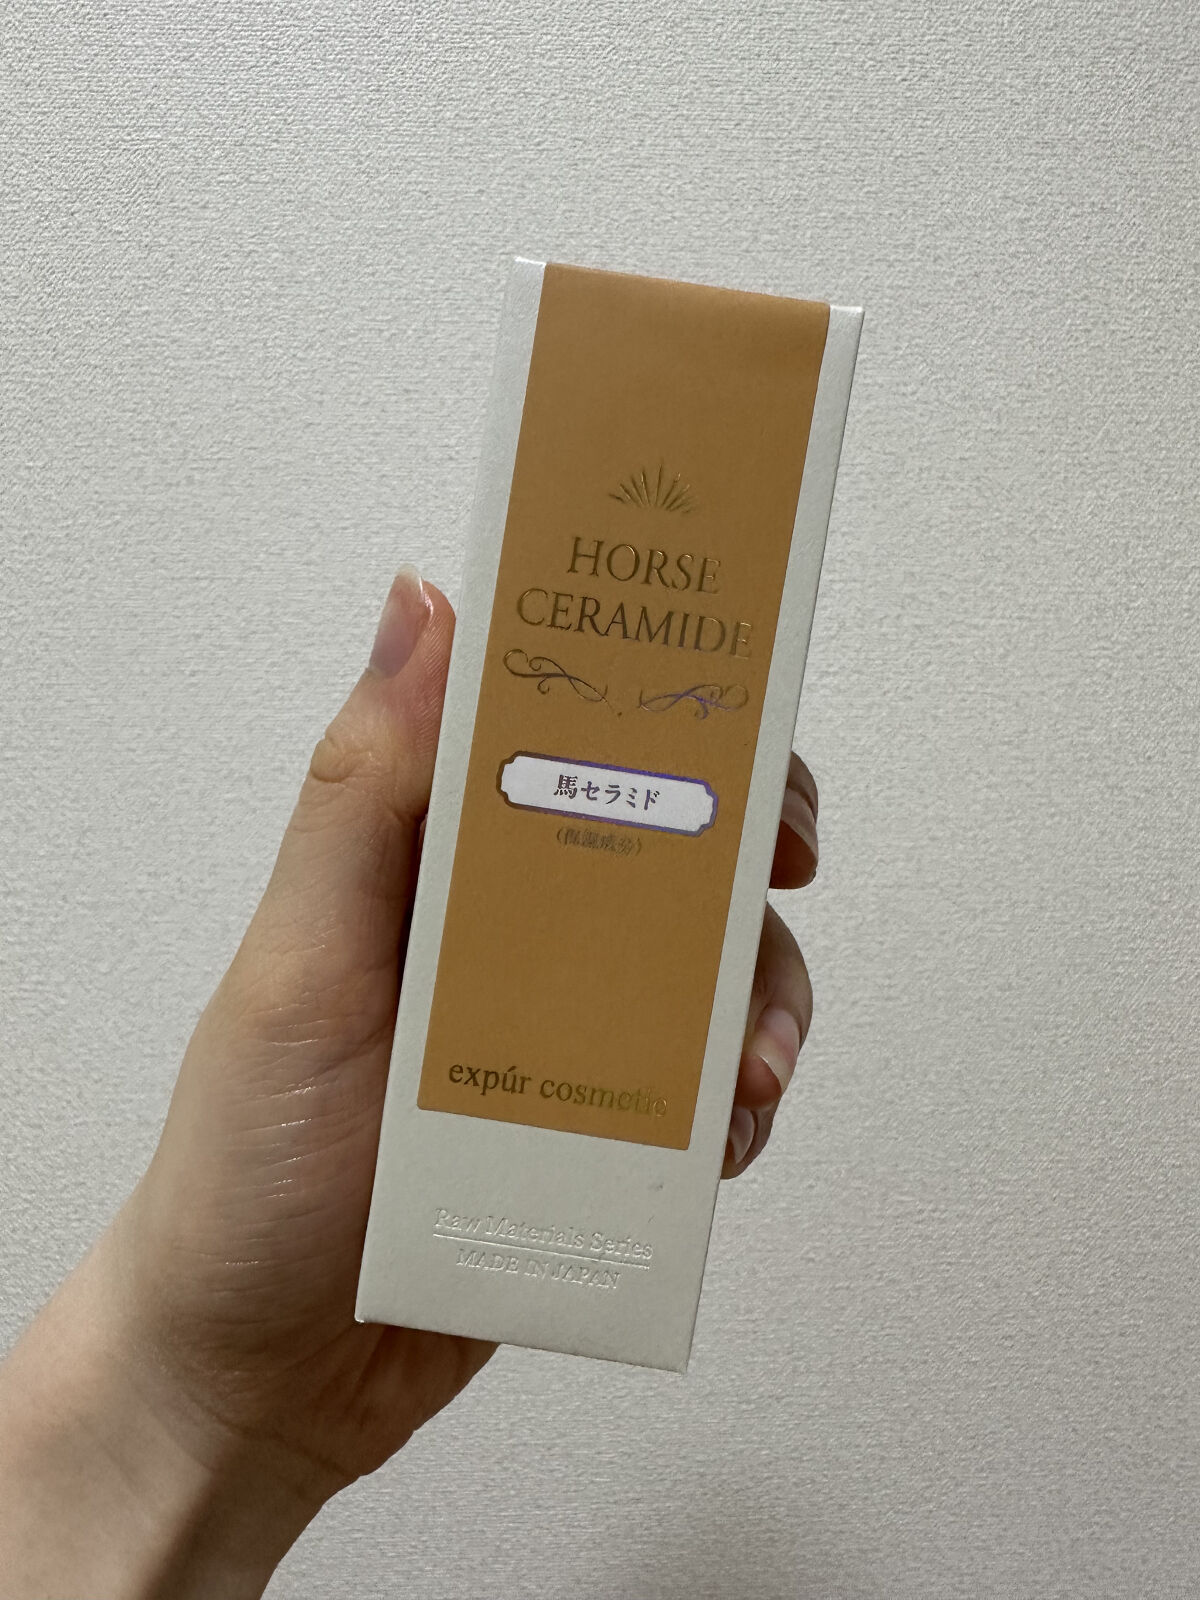 HORSE
CERAMIDE
馬セラミド
(保湿成分)
expúr cosmetic
Raw Materials Series
MADE IN JAPAN